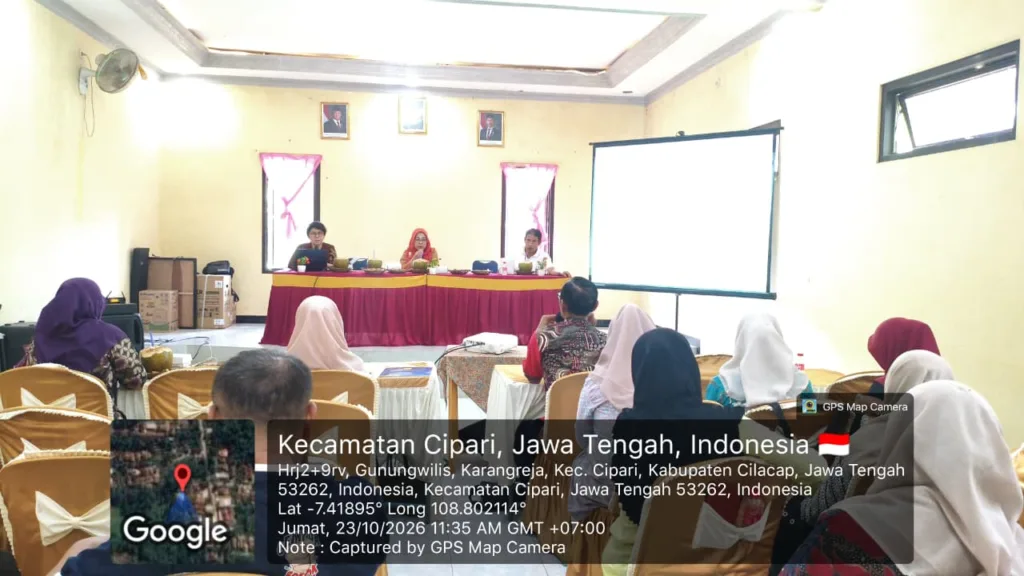 GPS Map Camera
Kecamatan Cipari, Jawa Tengah, Indonesia
Hrj2+9rv, Gunungwilis, Karangreja, Kec. Cipari, Kabupaten Cilacap, Jawa Tengah
53262, Indonesia, Kecamatan Cipari, Jawa Tengah 53262, Indonesia
Lat -7.41895° Long 108.802114°
Jumat, 23/10/2026 11:35 AM GMT +07:00
Note : Captured by GPS Map Camera
Google